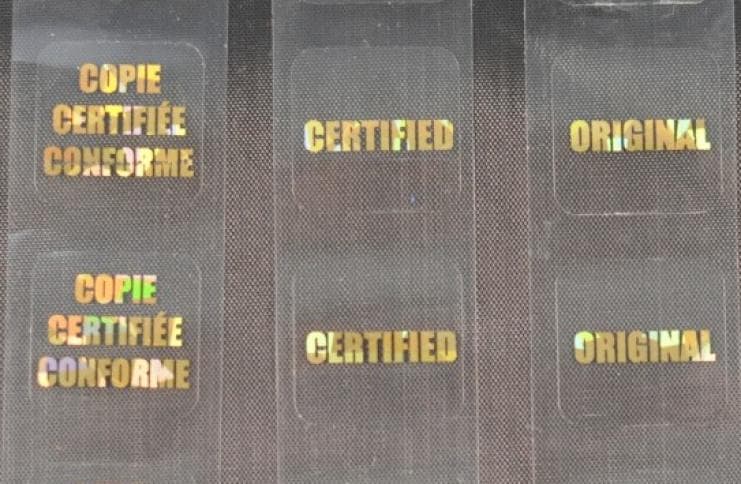 COPIE
CERTIFIÉE
CONFORME
CERTIFIED
ORIGINAL
COPIE
CERTIFIÉE
CONFORME
CERTIFIED
ORIGINAL